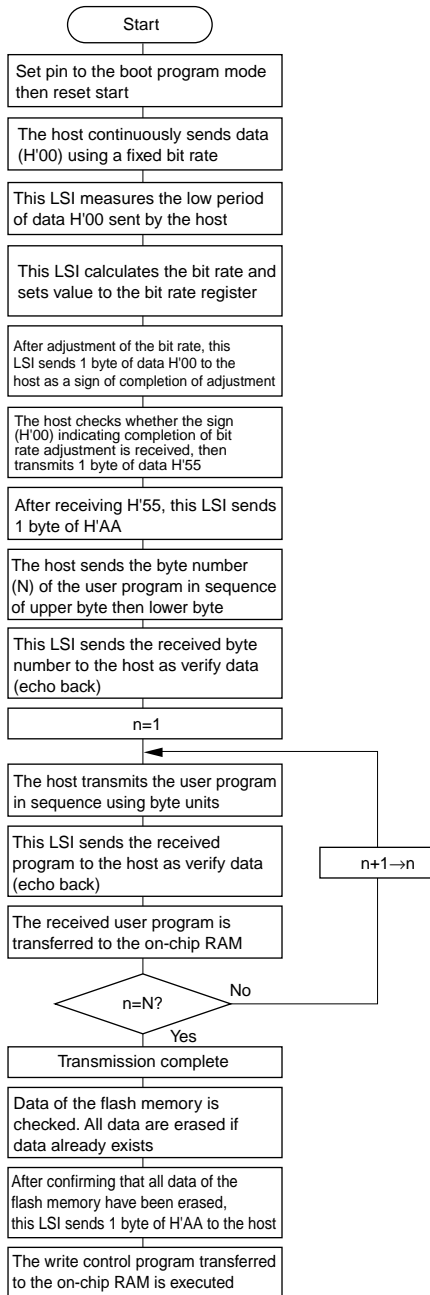 Start
Set pin to the boot program mode
then reset start
The host continuously sends data
(H'00) using a fixed bit rate
This LSI measures the low period
of data H'00 sent by the host
This LSI calculates the bit rate and
sets value to the bit rate register
After adjustment of the bit rate, this
LSI sends 1 byte of data H'00 to the
host as a sign of completion of adjustment
The host checks whether the sign
(H'00) indicating completion of bit
rate adjustment is received, then
transmits 1 byte of data H'55
After receiving H'55, this LSI sends
1 byte of H'AA
The host sends the byte number
(N) of the user program in sequence
of upper byte then lower byte
This LSI sends the received byte
number to the host as verify data
(echo back)
n=1
The host transmits the user program
in sequence using byte units
This LSI sends the received
program to the host as verify data
(echo back)
n+1→n
The received user program is
transferred to the on-chip RAM
n=N?
No
Yes
Transmission complete
Data of the flash memory is
checked. All data are erased if
data already exists
After confirming that all data of the
flash memory have been erased,
this LSI sends 1 byte of H'AA to the host
The write control program transferred
to the on-chip RAM is executed